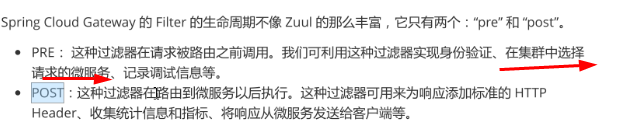 Spring Cloud Gateway 的 Filter 的生命周期不像 Zuul 的那么丰富，它只有两个：“pre” 和 “post”。
• PRE： 这种过滤器在请求被路由之前调用。我们可利用这种过滤器实现身份验证、在集群中选择
请求的微服务、记录调试信息等。
• POST：这种过滤器在路由到微服务以后执行。这种过滤器可用来为响应添加标准的 HTTP
Header、收集统计信息和指标、将响应从微服务发送给客户端等。